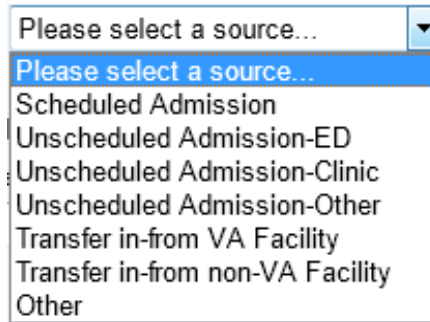 Please select a source...
Please select a source...
Scheduled Admission
Unscheduled Admission-ED
Unscheduled Admission-Clinic
Unscheduled Admission-Other
Transfer in-from VA Facility
Transfer in-from non-VA Facility
Other